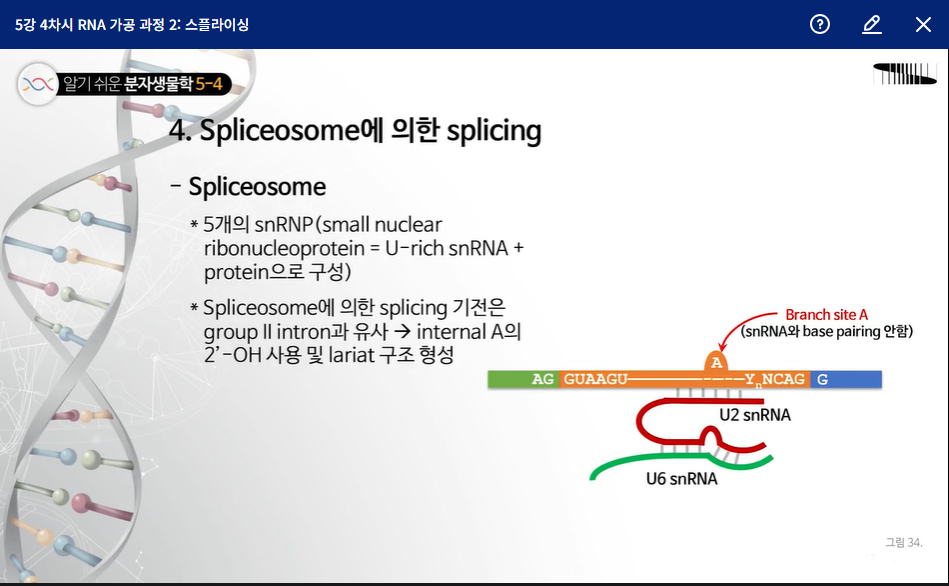 5강 4차시 RNA 가공 과정 2: 스플라이싱
알기 쉬운 분자생물학 5-4
4. Spliceosome에 의한 splicing
- Spliceosome
* 5개의 snRNP(small nuclear
ribonucleoprotein = U-rich snRNA +
protein으로 구성)
* Spliceosome에 의한 splicing 기전은
group II intron과 유사 → internal A의
2’-OH 사용 및 lariat 구조 형성
Branch site A
(snRNA와 base pairing 안함)
A
AG GUAAGU YnNCAG G
U2 snRNA
U6 snRNA
그림 34.